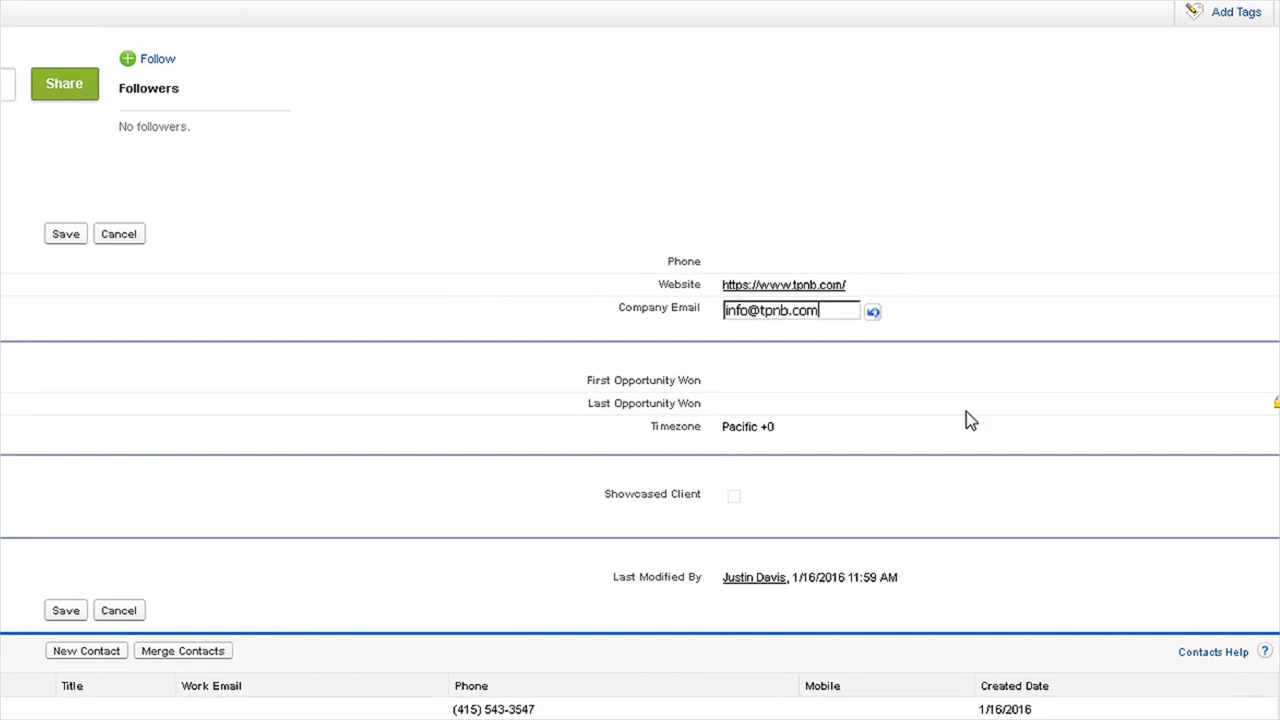 Add Tags
Follow
Share
Followers
No followers.
Save Cancel
Phone
Website https://www.tpnb.com/
Company Email info@tpnb.com
First Opportunity Won
Last Opportunity Won
Timezone Pacific +0
Showcased Client
Last Modified By Justin Davis, 1/16/2016 11:59 AM
Save Cancel
New Contact Merge Contacts Contacts Help ?
Title Work Email Phone Mobile Created Date
(415) 543-3547 1/16/2016